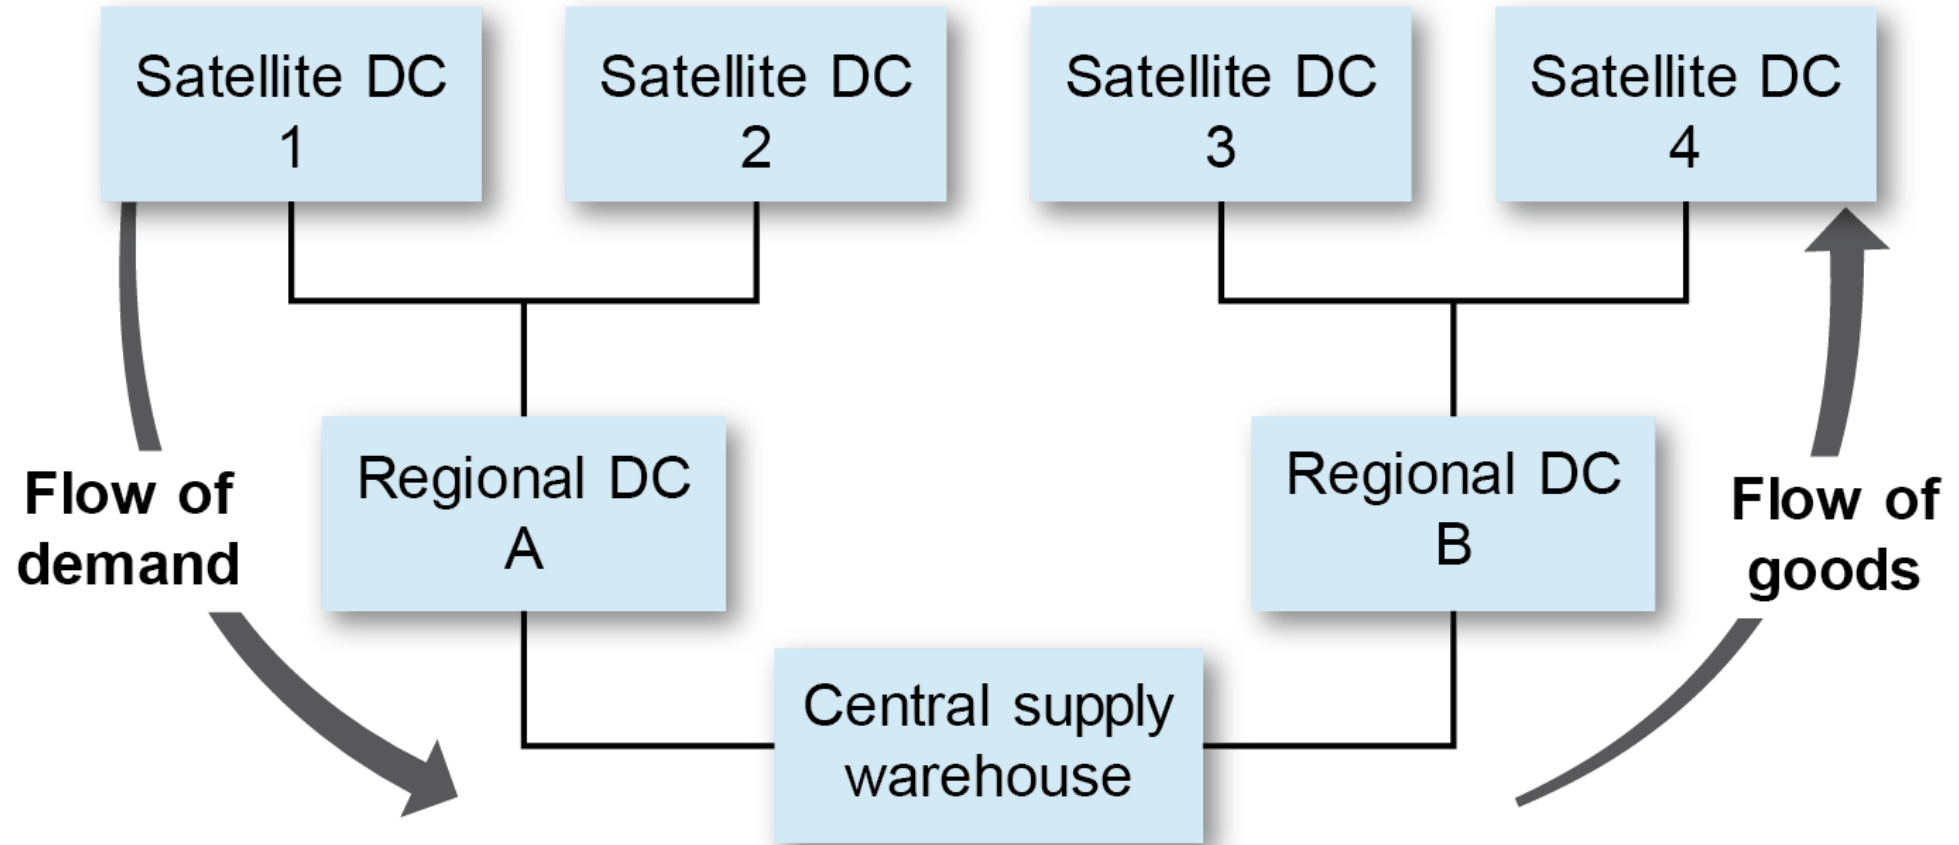 Satellite DC
1
Satellite DC
2
Satellite DC
3
Satellite DC
4
Flow of
demand
Regional DC
A
Regional DC
B
Flow of
goods
Central supply
warehouse